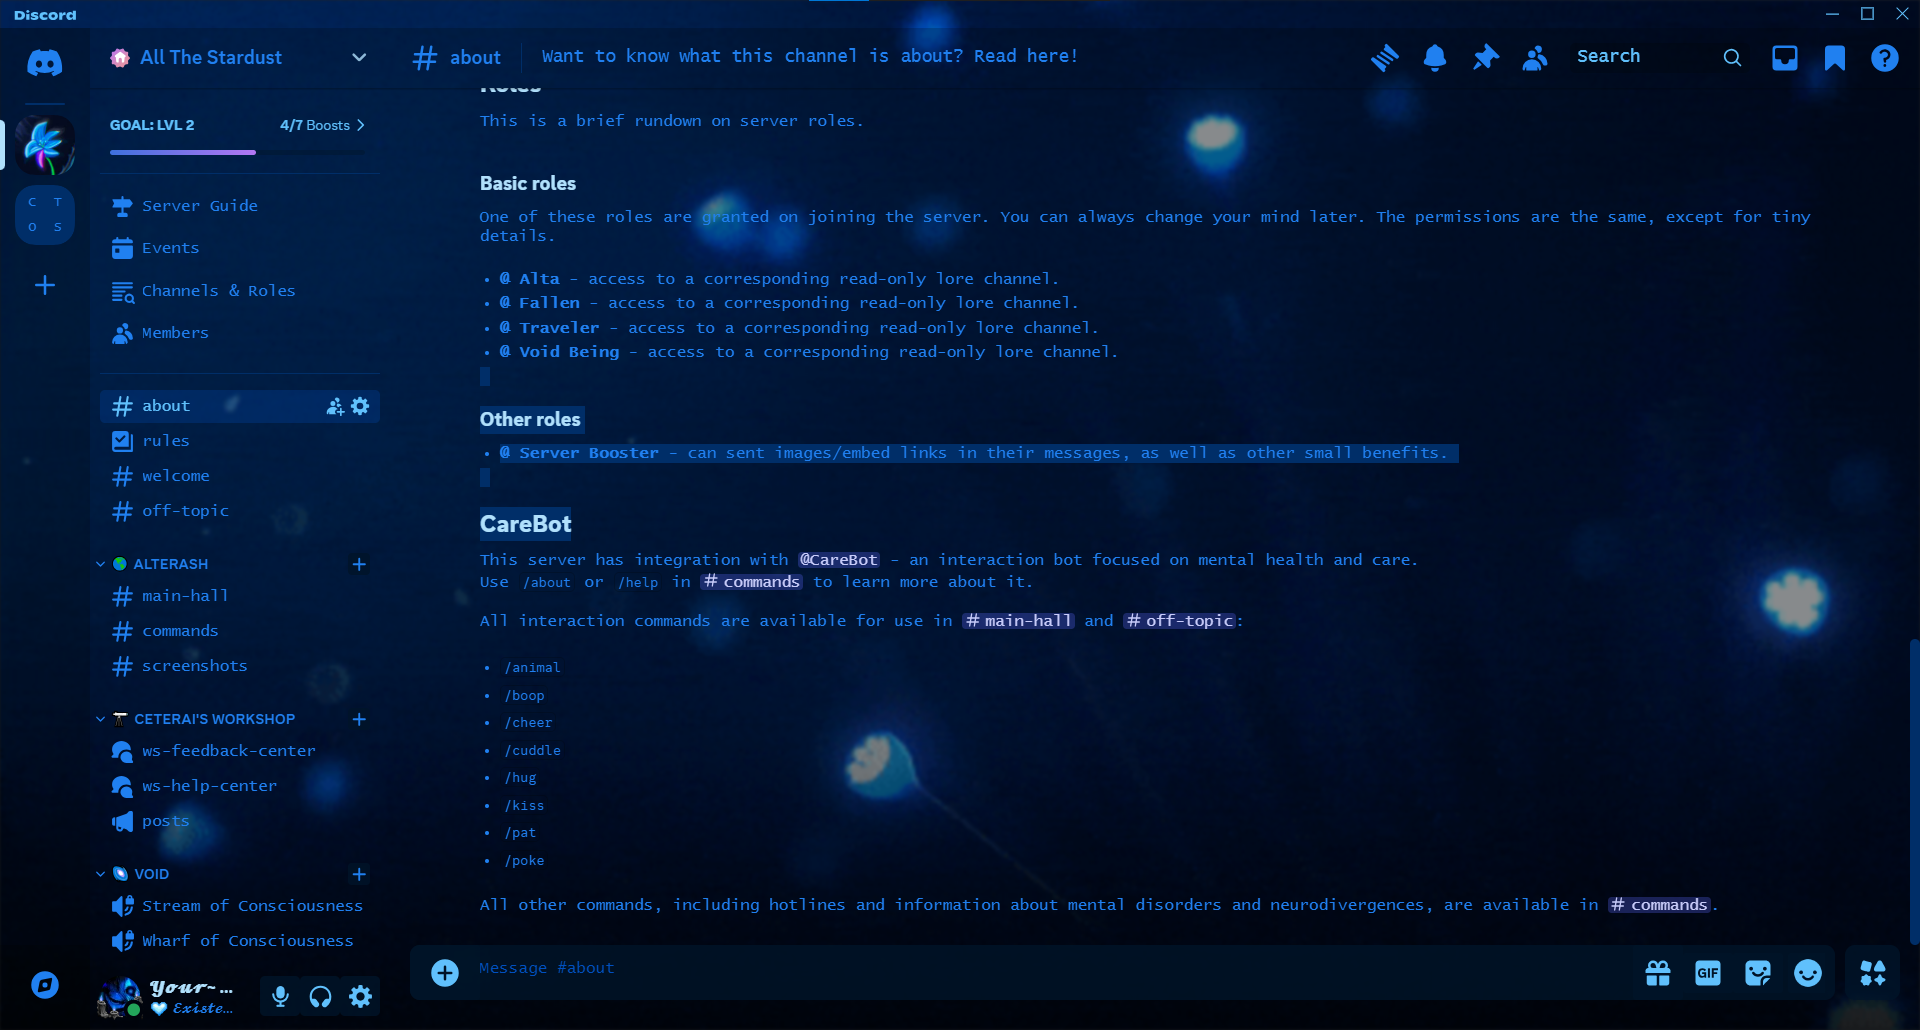 Discord
All The Stardust
about
Want to know what this channel is about? Read here!
Search
GOAL: LVL 2
4/7 Boosts
C T
O S
Server Guide
Events
Channels & Roles
Members
about
rules
welcome
off-topic
ALTERASH
main-hall
commands
screenshots
CETERAI'S WORKSHOP
ws-feedback-center
ws-help-center
posts
VOID
Stream of Consciousness
Wharf of Consciousness
Your~ ...
Existe...
Roles
This is a brief rundown on server roles.
Basic roles
One of these roles are granted on joining the server. You can always change your mind later. The permissions are the same, except for tiny
details.
• @ Alta - access to a corresponding read-only lore channel.
• @ Fallen - access to a corresponding read-only lore channel.
• @ Traveler - access to a corresponding read-only lore channel.
• @ Void Being - access to a corresponding read-only lore channel.
Other roles
• @ Server Booster - can sent images/embed links in their messages, as well as other small benefits.
CareBot
This server has integration with @CareBot - an interaction bot focused on mental health and care.
Use /about or /help in # commands to learn more about it.
All interaction commands are available for use in # main-hall and # off-topic:
• /animal
• /boop
• /cheer
• /cuddle
• /hug
• /kiss
• /pat
• /poke
All other commands, including hotlines and information about mental disorders and neurodivergences, are available in # commands.
Message #about
GIF